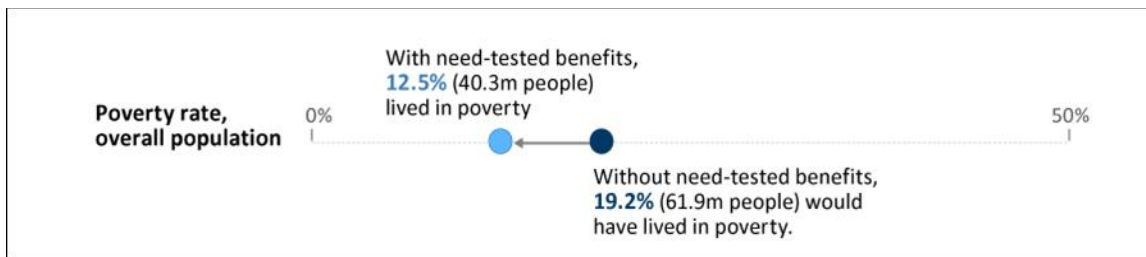 With need-tested benefits,
12.5% (40.3m people)
lived in poverty
Poverty rate,
overall population
0%
50%
Without need-tested benefits,
19.2% (61.9m people) would
have lived in poverty.